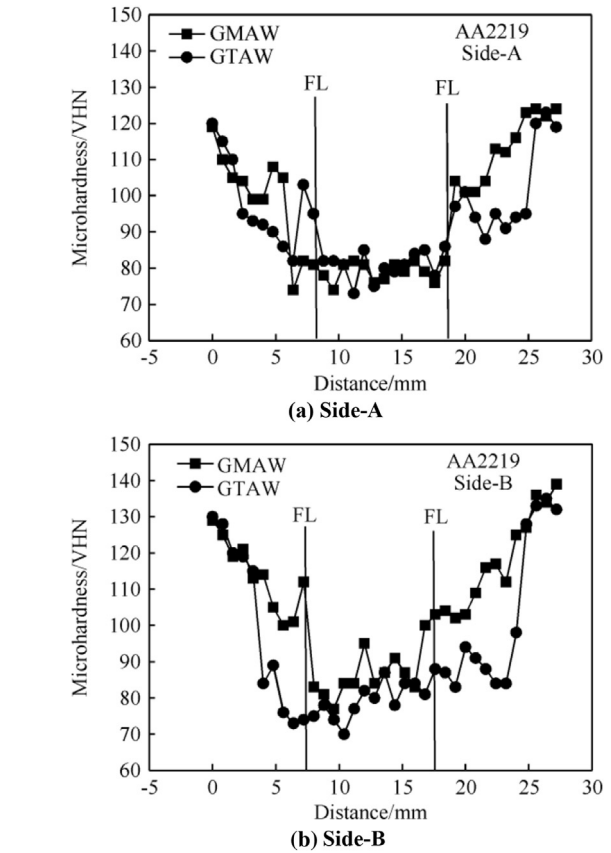 150
140
130
120
110
100
90
80
70
60
Microhardness/VHN
GMAW
GTAW
AA2219
Side-A
FL
FL
-5
0
5
10
15
20
25
30
Distance/mm
(a) Side-A
150
140
130
120
110
100
90
80
70
60
Microhardness/VHN
GMAW
GTAW
AA2219
Side-B
FL
FL
-5
0
5
10
15
20
25
30
Distance/mm
(b) Side-B